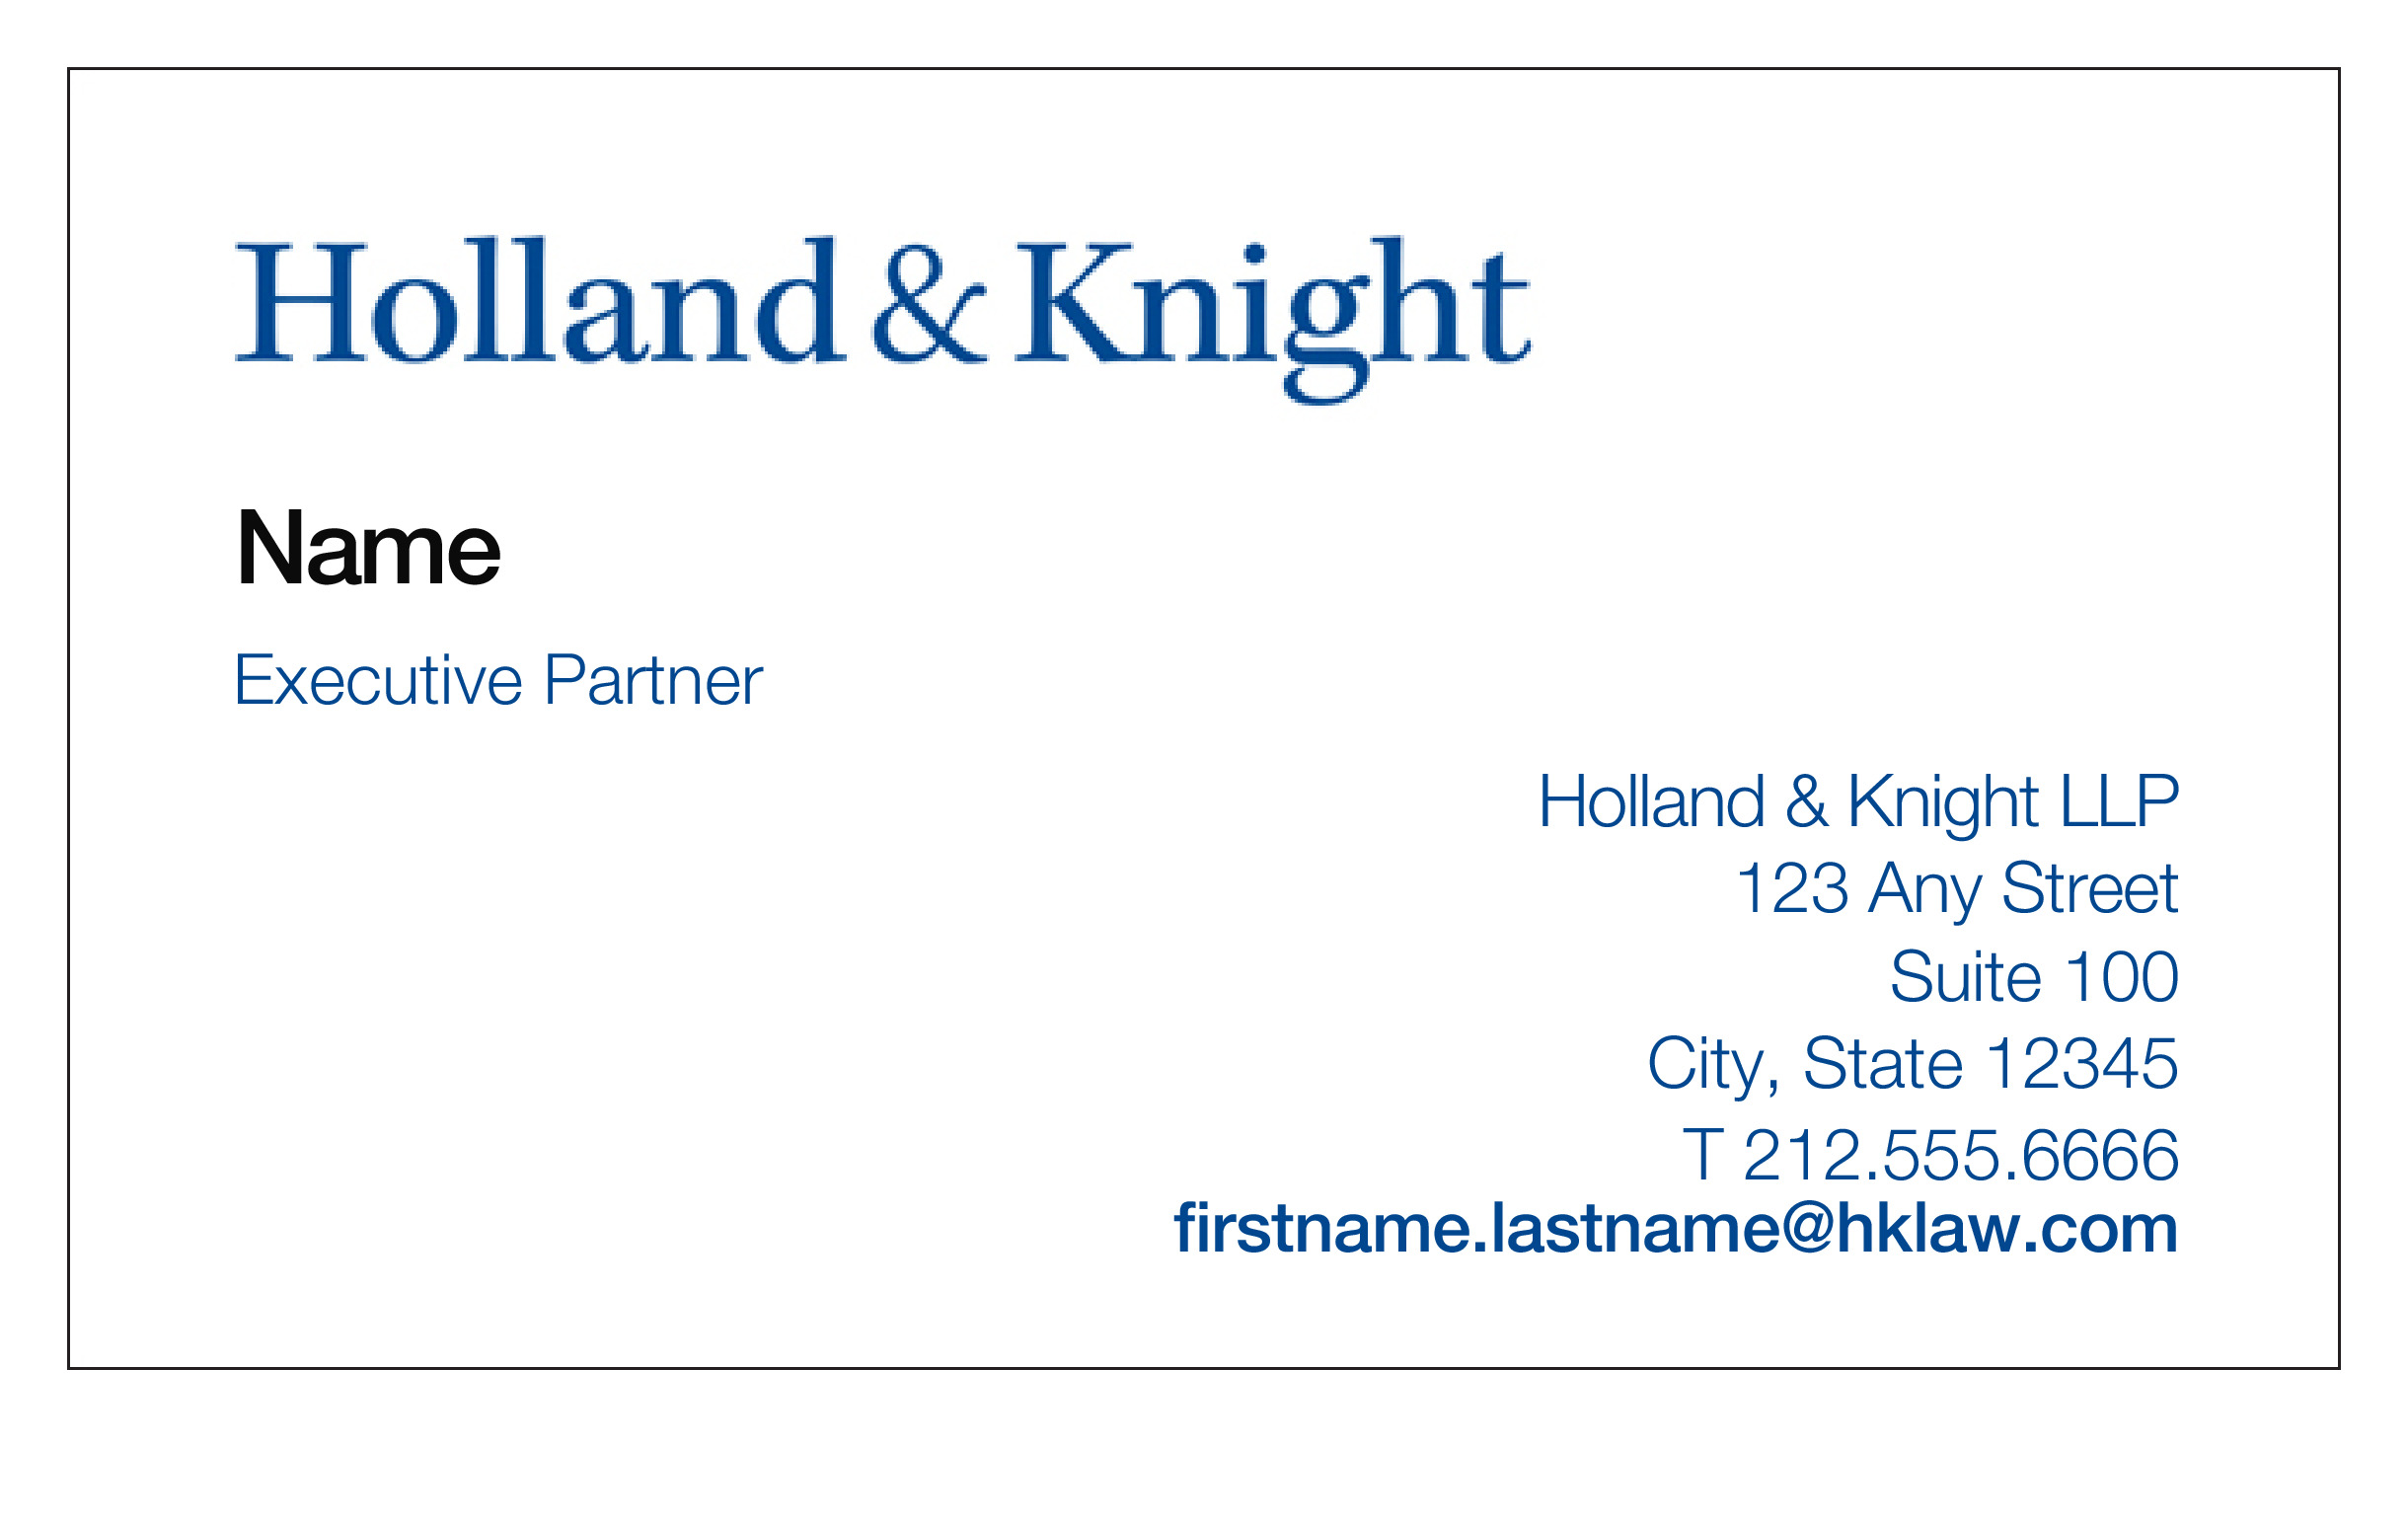 Holland & Knight
Name
Executive Partner
Holland & Knight LLP
123 Any Street
Suite 100
City, State 12345
T 212.555.6666
firstname.lastname@hklaw.com